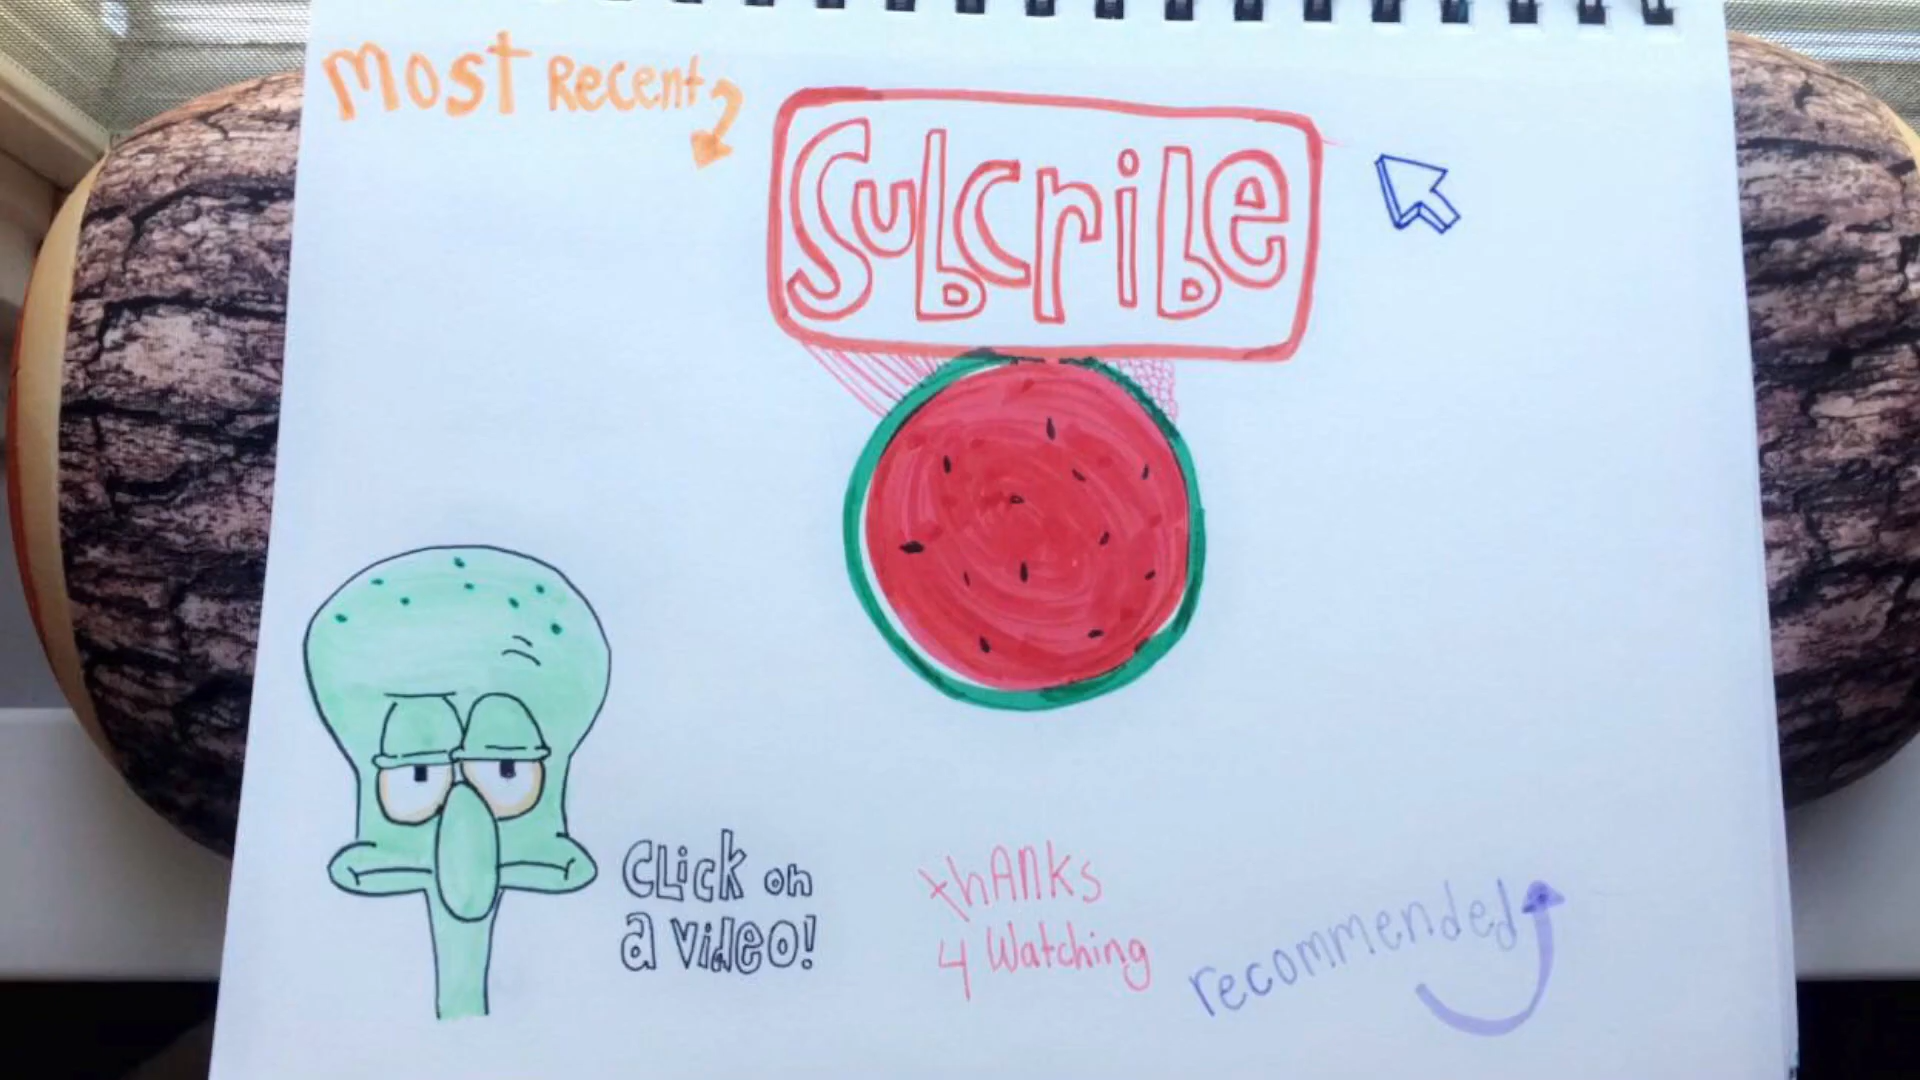 most Recent
Subcribe
CLick on
a video!
thANks
4 Watching
recommended